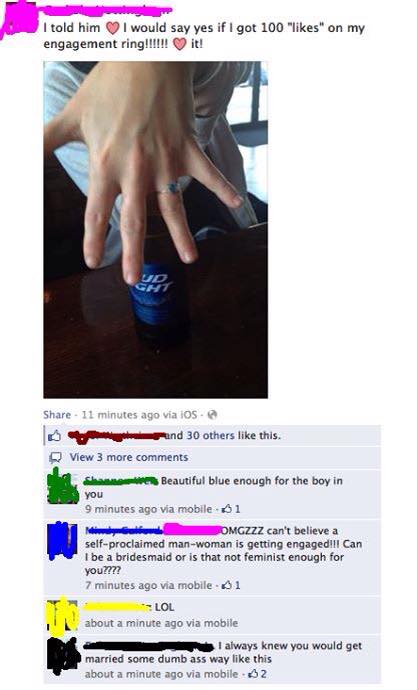 I told him ❤ I would say yes if I got 100 "likes" on my
engagement ring!!!!!! ❤ it!
UD
GHT
Share · 11 minutes ago via iOS ·
and 30 others like this.
View 3 more comments
Beautiful blue enough for the boy in
you
9 minutes ago via mobile · 1
OMGZZZ can't believe a
self-proclaimed man-woman is getting engaged!!! Can
I be a bridesmaid or is that not feminist enough for
you????
7 minutes ago via mobile · 1
LOL
about a minute ago via mobile
I always knew you would get
married some dumb ass way like this
about a minute ago via mobile · 2